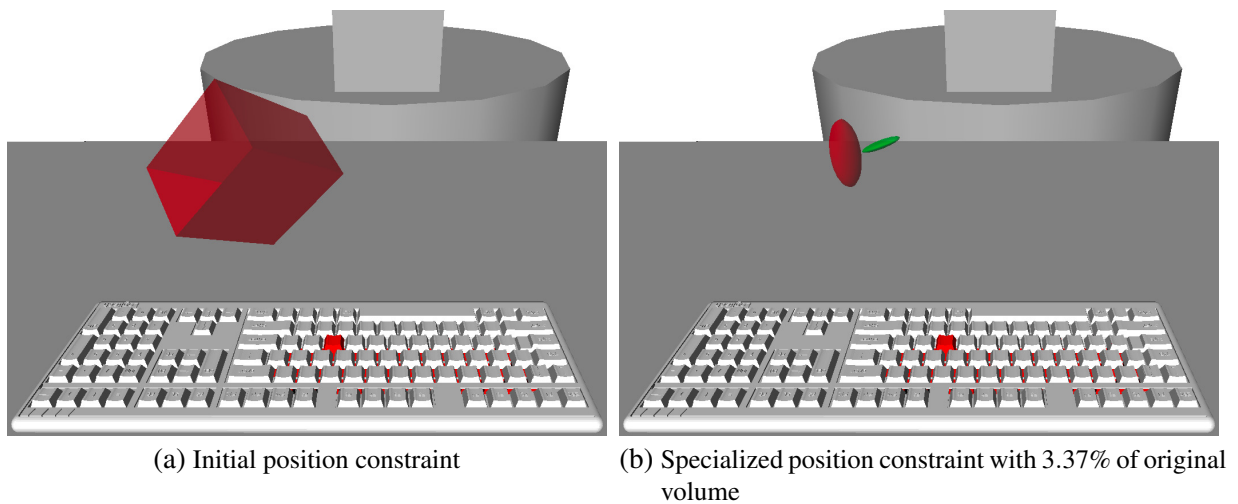 (a) Initial position constraint
(b) Specialized position constraint with 3.37% of original
volume